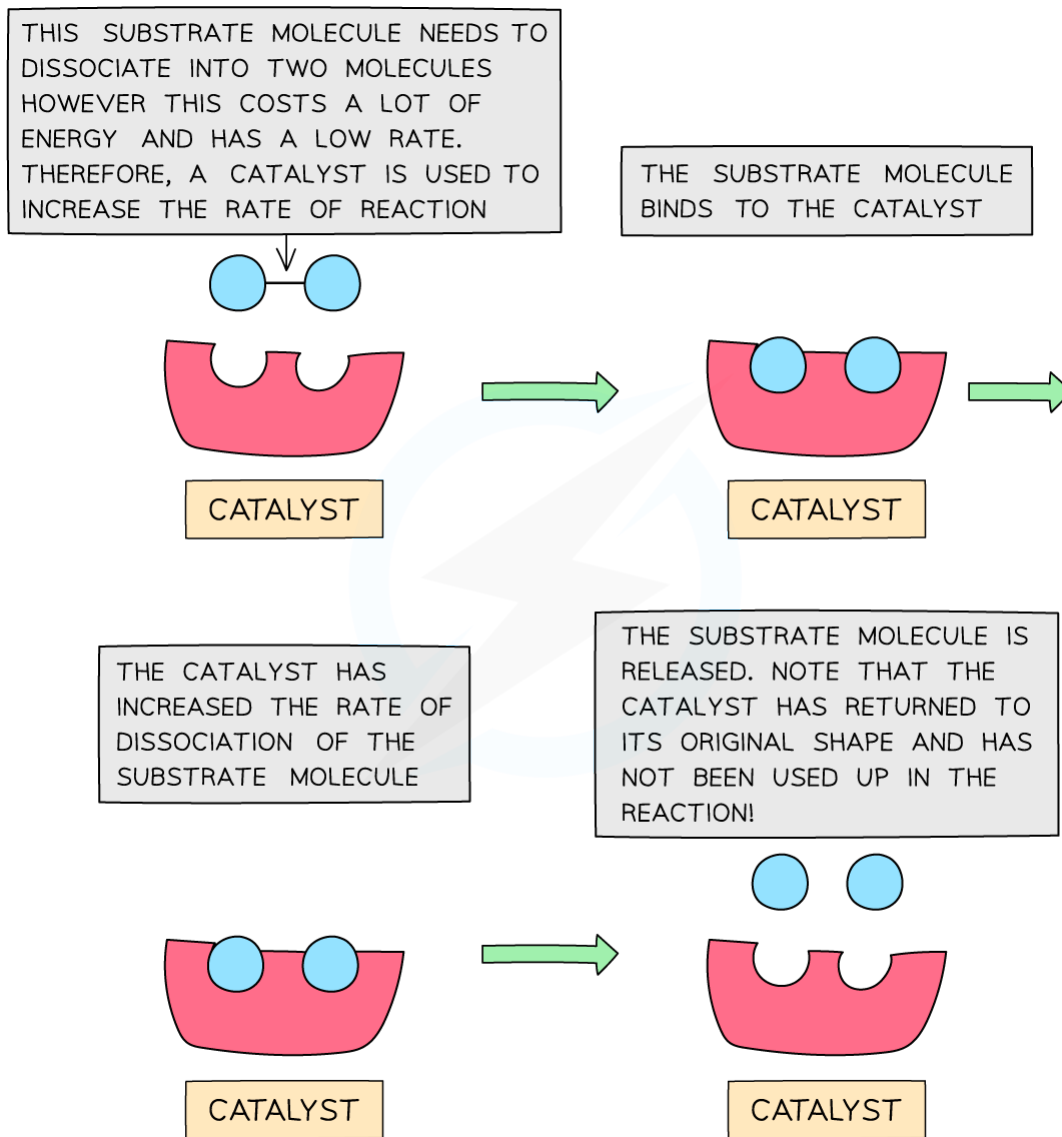 THIS SUBSTRATE MOLECULE NEEDS TO
DISSOCIATE INTO TWO MOLECULES
HOWEVER THIS COSTS A LOT OF
ENERGY AND HAS A LOW RATE.
THEREFORE, A CATALYST IS USED TO
INCREASE THE RATE OF REACTION
THE SUBSTRATE MOLECULE
BINDS TO THE CATALYST
CATALYST
CATALYST
THE CATALYST HAS
INCREASED THE RATE OF
DISSOCIATION OF THE
SUBSTRATE MOLECULE
THE SUBSTRATE MOLECULE IS
RELEASED. NOTE THAT THE
CATALYST HAS RETURNED TO
ITS ORIGINAL SHAPE AND HAS
NOT BEEN USED UP IN THE
REACTION!
CATALYST
CATALYST